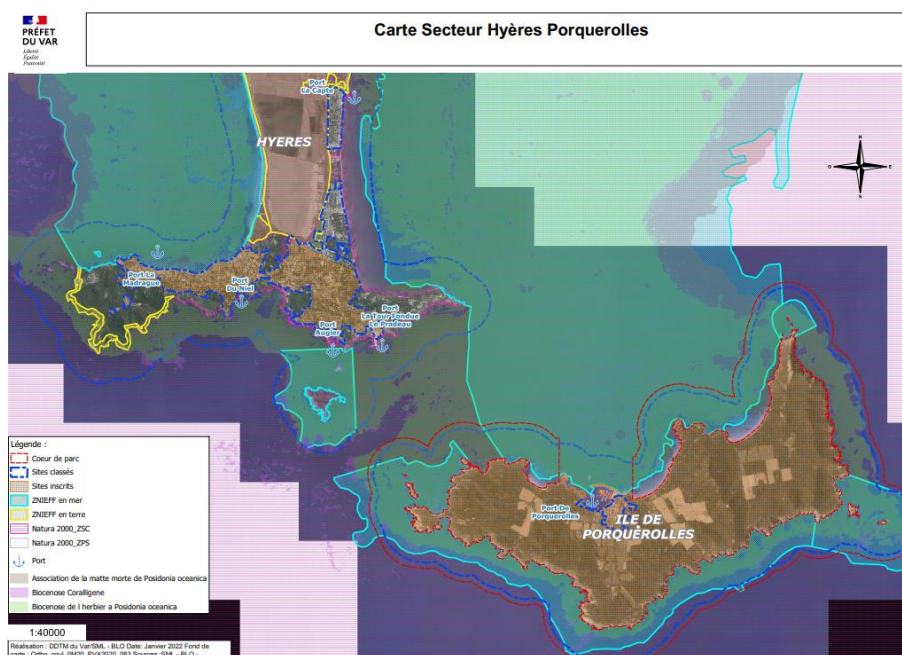 PRÉFET
DU VAR
Liberté
Égalité
Fraternité
Carte Secteur Hyères Porquerolles
Port
La Capte
HYERES
N
O
E
S
Port La
Madrague
Port
Du Niel
Port
La Tour Fondue
Le Pradeau
Port
Augier
Port De
Porquerolles
ILE DE
PORQUEROLLES
Légende :
Coeur de parc
Sites classés
Sites inscrits
ZNIEFF en mer
ZNIEFF en terre
Natura 2000_ZSC
Natura 2000_ZPS
Port
Association de la matte morte de Posidonia oceanica
Biocenose Coralligene
Biocenose de l herbier a Posidonia oceanica
1:40000
Réalisation : DDTM du Var/SML - BLO Date: Janvier 2022 Fond de